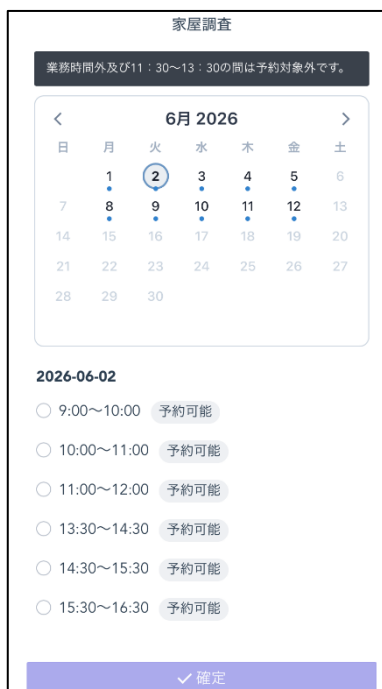 家屋調査
業務時間外及び11：30～13：30の間は予約対象外です。
6月 2026
日 月 火 水 木 金 土
1 2 3 4 5 6
7 8 9 10 11 12 13
14 15 16 17 18 19 20
21 22 23 24 25 26 27
28 29 30
2026-06-02
9:00～10:00 予約可能
10:00～11:00 予約可能
11:00～12:00 予約可能
13:30～14:30 予約可能
14:30～15:30 予約可能
15:30～16:30 予約可能
確定